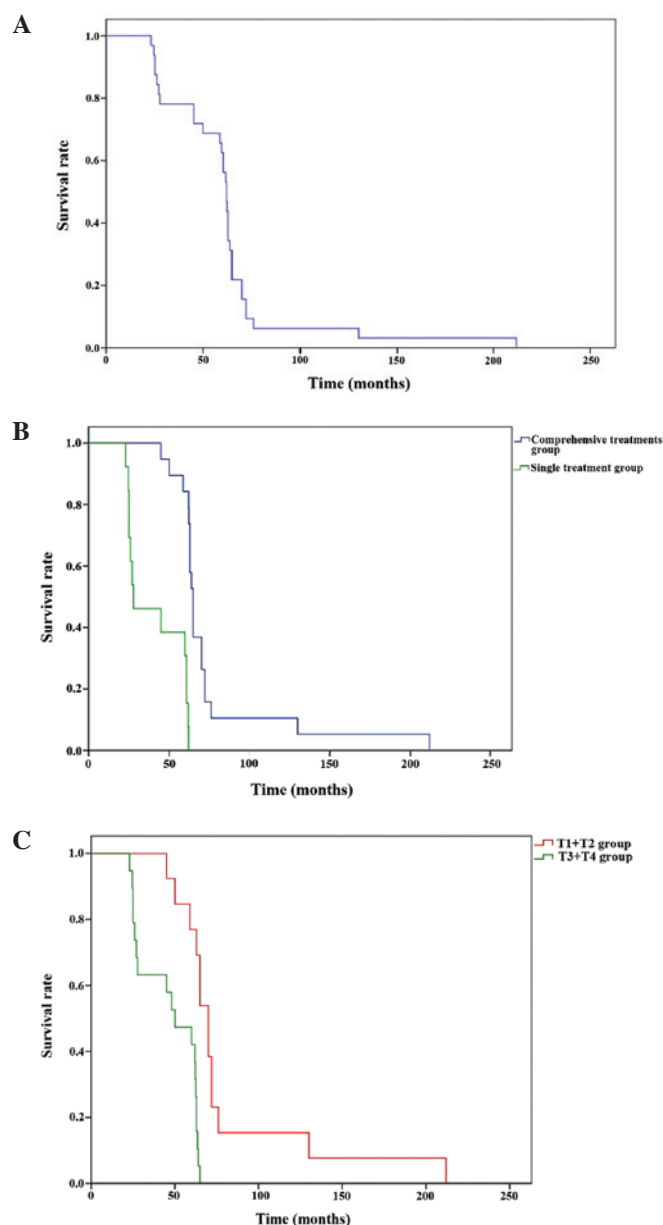 A
1.0
0.8
0.6
0.4
0.2
0.0
Survival rate
0 50 100 150 200 250
Time (months)
B
Comprehensive treatments
group
Single treatment group
1.0
0.8
0.6
0.4
0.2
0.0
Survival rate
0 50 100 150 200 250
Time (months)
C
T1+T2 group
T3+T4 group
1.0
0.8
0.6
0.4
0.2
0.0
Survival rate
0 50 100 150 200 250
Time (months)